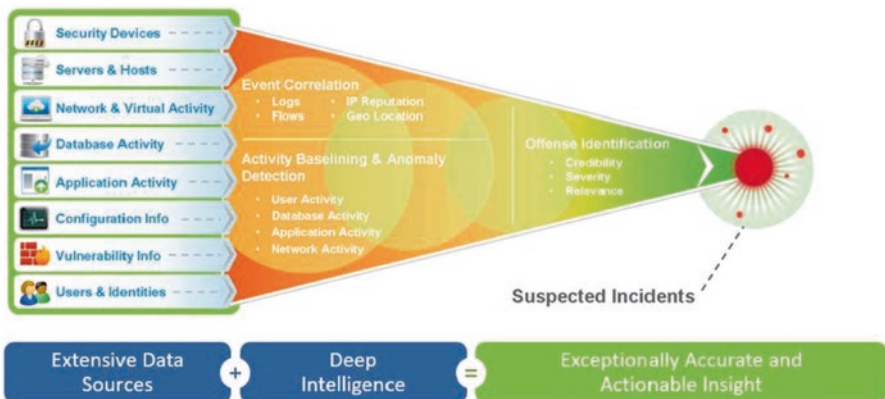 Security Devices
Servers & Hosts
Network & Virtual Activity
Database Activity
Application Activity
Configuration Info
Vulnerability Info
Users & Identities
Event Correlation
• Logs • IP Reputation
• Flows • Geo Location
Activity Baselining & Anomaly
Detection
• User Activity
• Database Activity
• Application Activity
• Network Activity
Offense Identification
• Credibility
• Severity
• Relevance
Suspected Incidents
Extensive Data
Sources
+
Deep
Intelligence
=
Exceptionally Accurate and
Actionable Insight